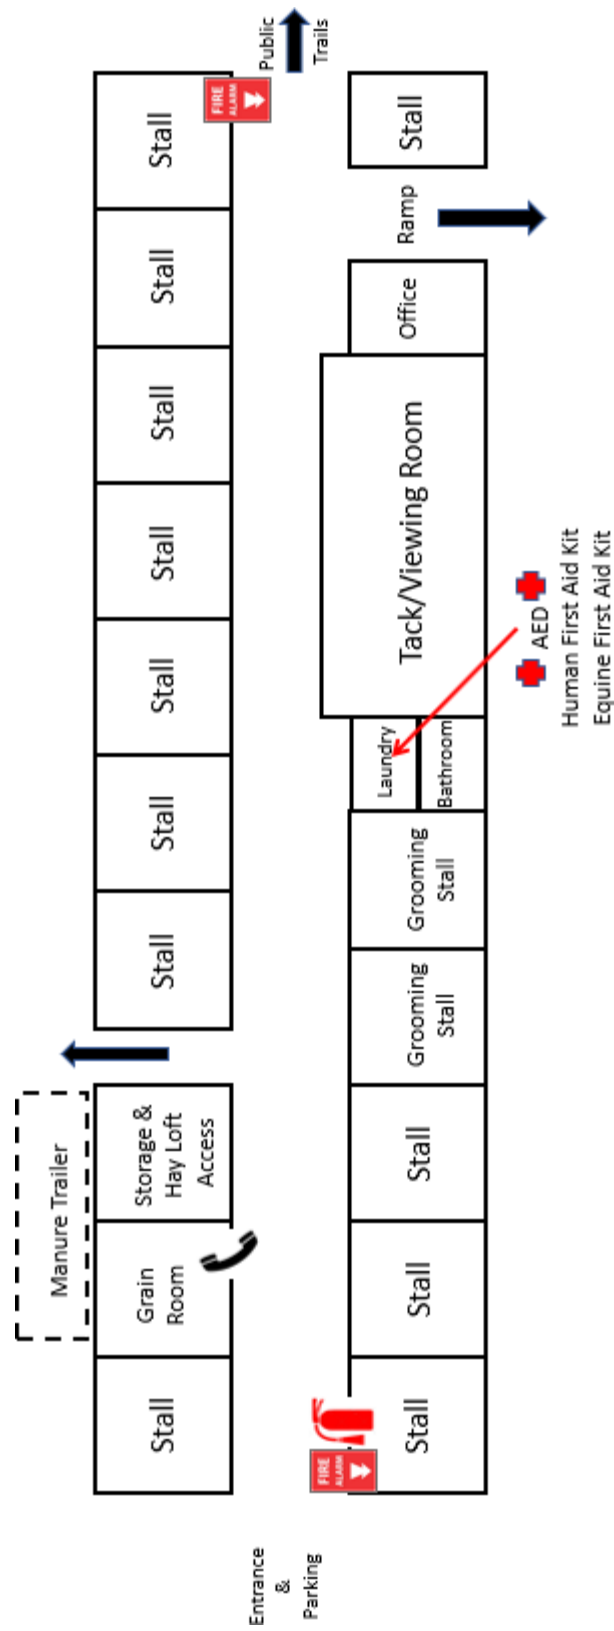 Manure Trailer
Stall
Grain
Room
Storage &
Hay Loft
Access
Stall
Stall
Stall
Stall
Stall
Stall
Stall
FIRE
ALARM
Public
Trails
Entrance
&
Parking
FIRE
ALARM
Stall
Stall
Stall
Grooming
Stall
Grooming
Stall
Laundry
Bathroom
Tack/Viewing Room
Office
Ramp
Stall
AED
Human First Aid Kit
Equine First Aid Kit